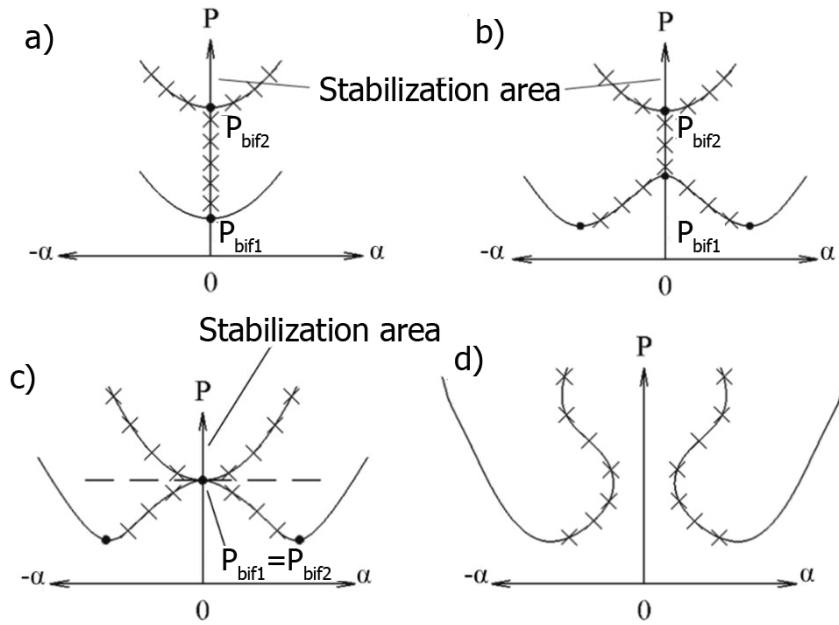 a)
P
b)
P
Stabilization area
P_bif2
P_bif2
P_bif1
P_bif1
-α
α
-α
α
0
0
Stabilization area
c)
P
d)
P
P_bif1=P_bif2
-α
α
-α
α
0
0